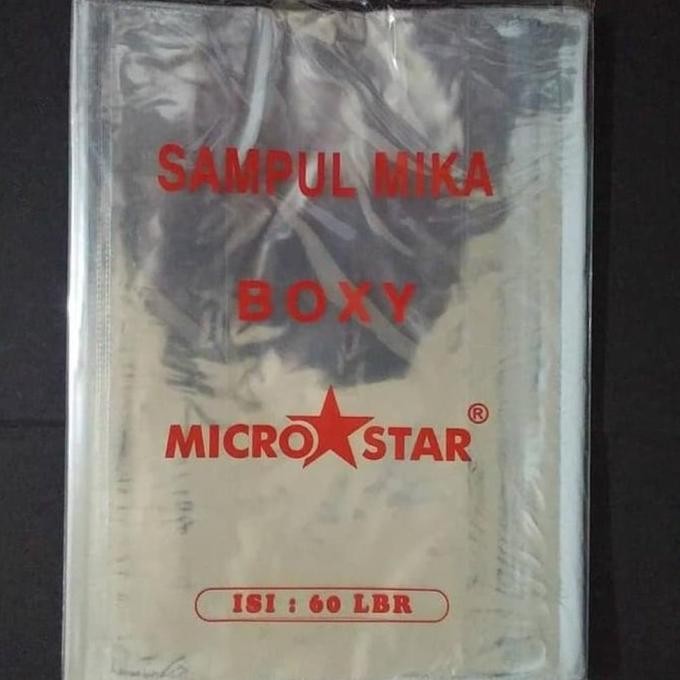 SAMPUL MIKA
BOXY
MICRO STAR ®
ISI : 60 LBR